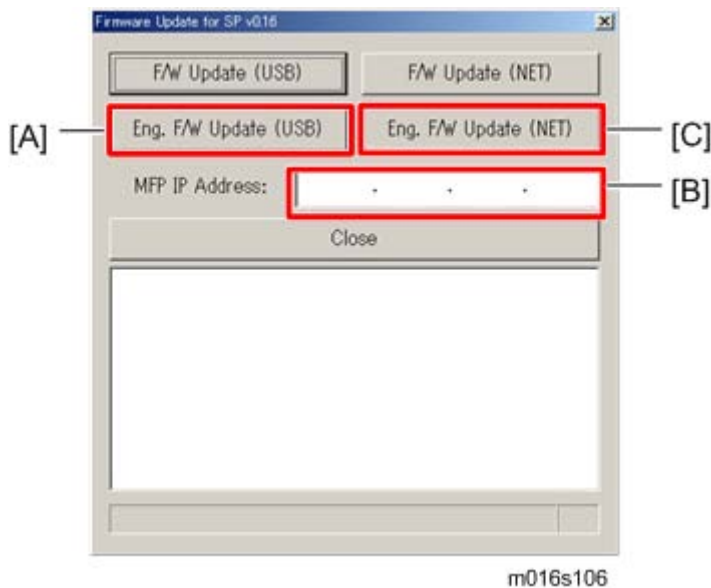 Firmware Update for SP v0.16
F/W Update (USB) F/W Update (NET)
[A] Eng. F/W Update (USB) Eng. F/W Update (NET) [C]
MFP IP Address: . . . [B]
Close
m016s106